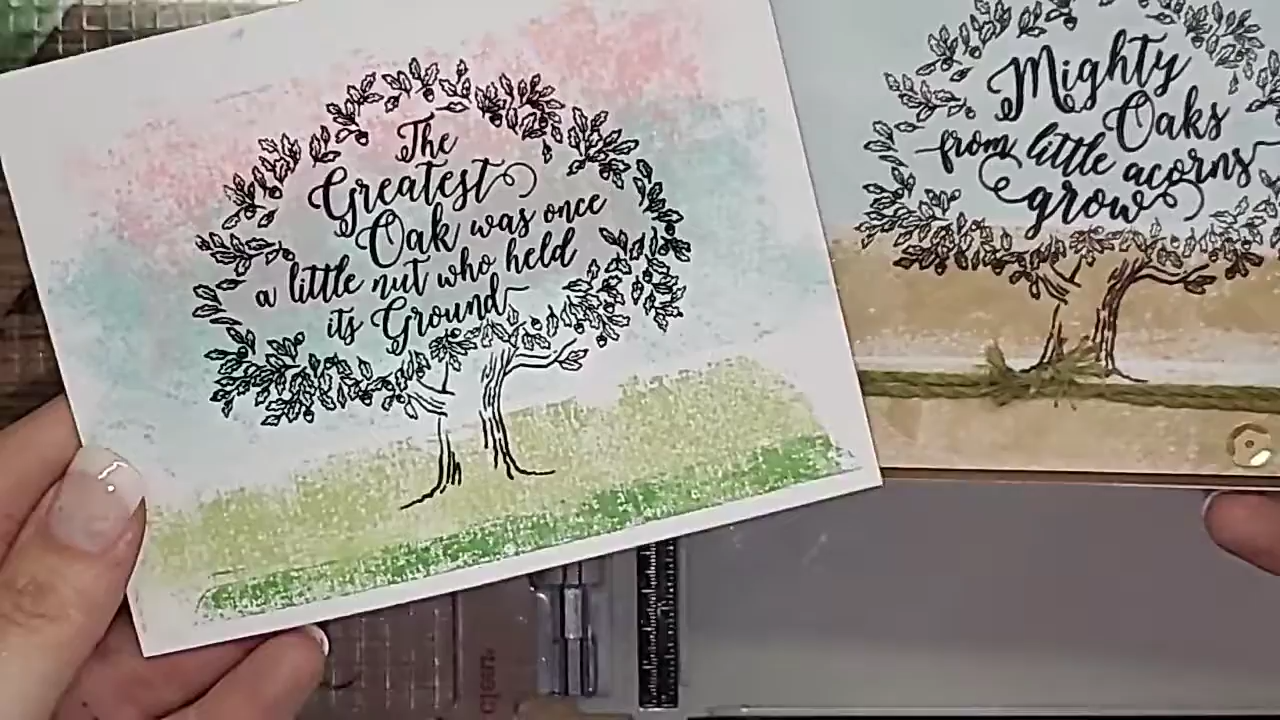 The
Greatest
Oak was once
a little nut who held
its Ground
Mighty
Oaks
from little acorns
grow